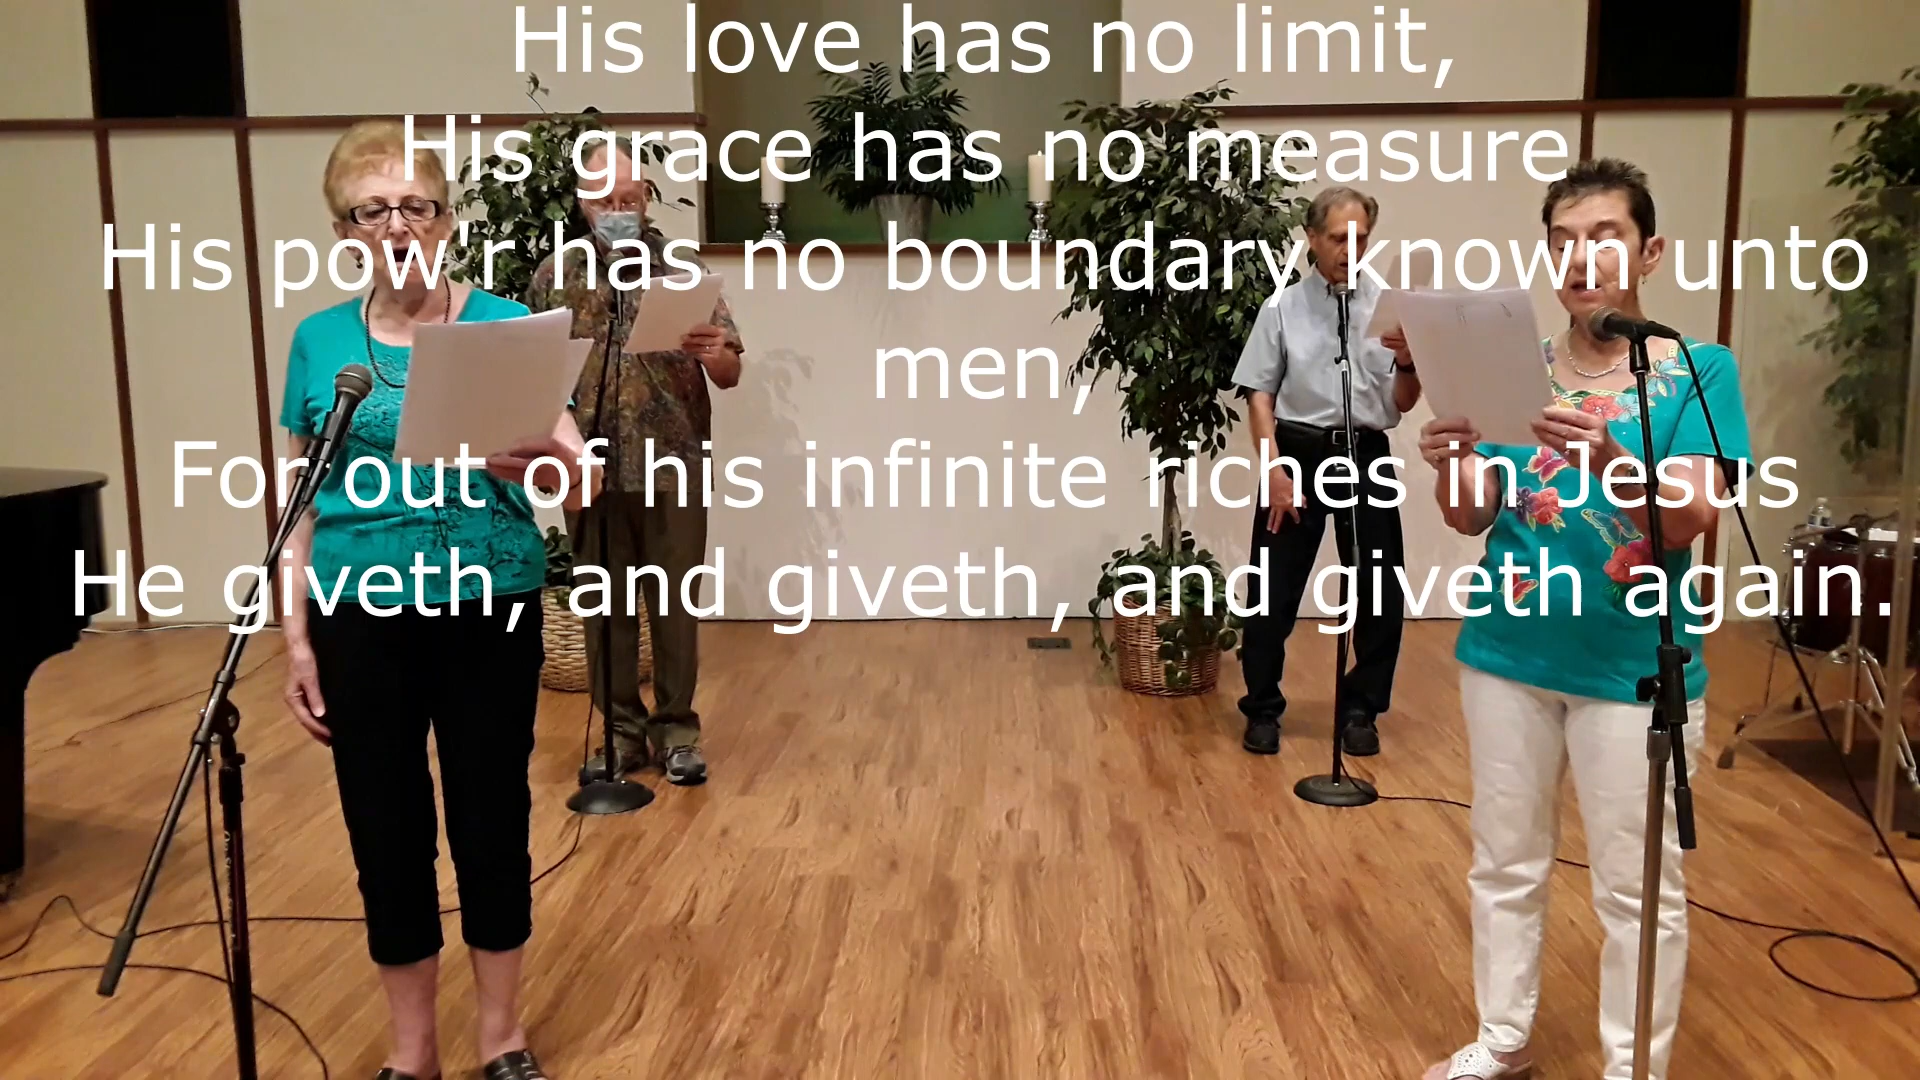 His love has no limit,
His grace has no measure
His pow'r has no boundary known unto
men,
For out of his infinite riches in Jesus
He giveth, and giveth, and giveth again.